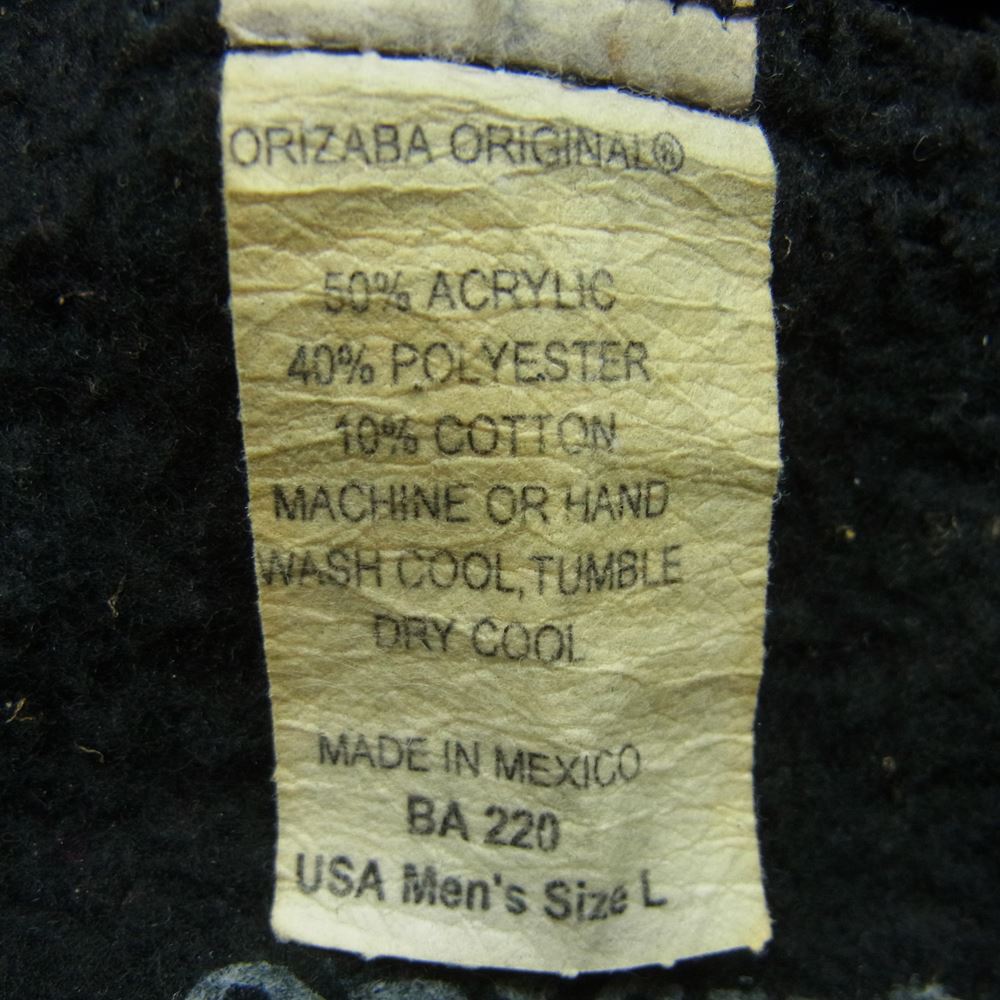 ORIZABA ORIGINAL®
50% ACRYLIC
40% POLYESTER
10% COTTON
MACHINE OR HAND
WASH COOL, TUMBLE
DRY COOL
MADE IN MEXICO
BA 220
USA Men's Size L